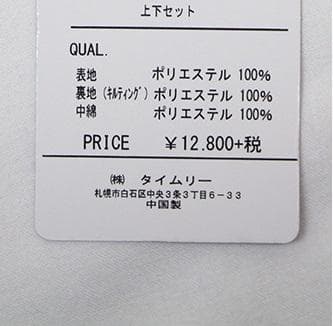 上下セット
QUAL.
表地 ポリエステル 100%
裏地(キルティング) ポリエステル 100%
中綿 ポリエステル 100%
PRICE ¥12.800+税
㈱ タイムリー
札幌市白石区中央3条3丁目6-33
中国製